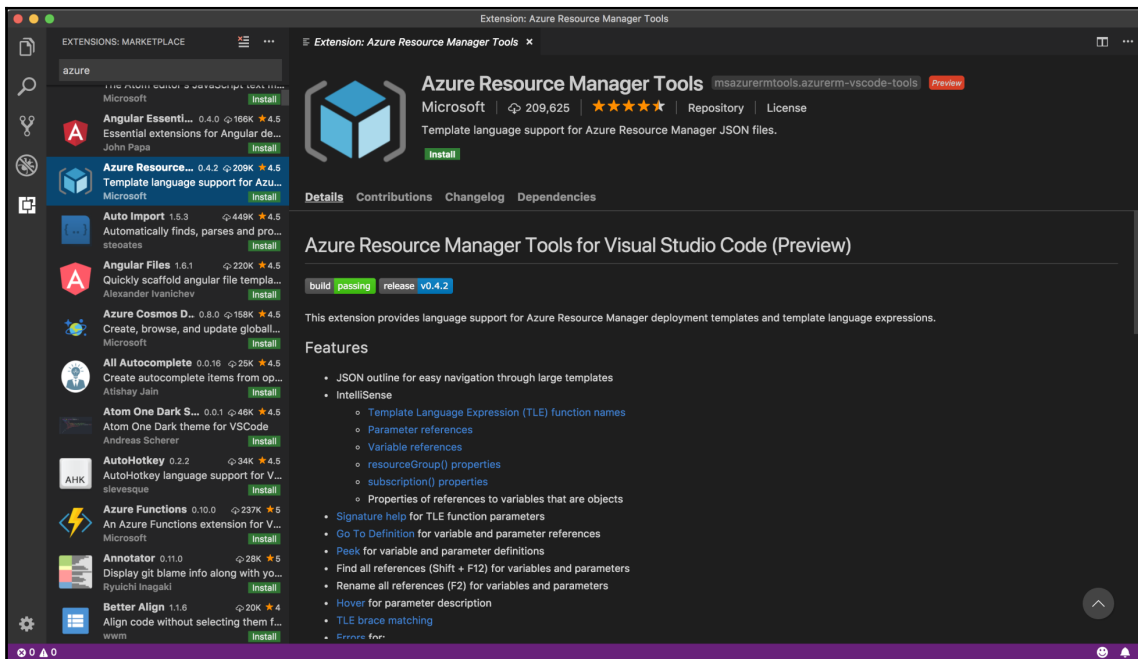 Extension: Azure Resource Manager Tools
EXTENSIONS: MARKETPLACE
azure
The Atom editor's JavaScript text m...
Microsoft Install
Angular Essenti... 0.4.0 166K ★4.5
Essential extensions for Angular de...
John Papa Install
Azure Resource... 0.4.2 209K ★4.5
Template language support for Azu...
Microsoft Install
Auto Import 1.5.3 449K ★4.5
Automatically finds, parses and pro...
steoates Install
Angular Files 1.6.1 220K ★4.5
Quickly scaffold angular file templa...
Alexander Ivanichev Install
Azure Cosmos D.. 0.8.0 158K ★4.5
Create, browse, and update globall...
Microsoft Install
All Autocomplete 0.0.16 25K ★4.5
Create autocomplete items from op...
Atishay Jain Install
Atom One Dark S... 0.0.1 46K ★4.5
Atom One Dark theme for VSCode
Andreas Scherer Install
AutoHotkey 0.2.2 34K ★4.5
AHK
AutoHotkey language support for V...
slevesque Install
Azure Functions 0.10.0 237K ★5
An Azure Functions extension for V...
Microsoft Install
Annotator 0.11.0 28K ★5
Display git blame info along with yo...
Ryuichi Inagaki Install
Better Align 1.1.6 20K ★4
Align code without selecting them f...
wwm Install
0 0
Extension: Azure Resource Manager Tools ×
Azure Resource Manager Tools msazurermtools.azurerm-vscode-tools Preview
Microsoft | 209,625 | ★★★★★ | Repository | License
Template language support for Azure Resource Manager JSON files.
Install
Details Contributions Changelog Dependencies
Azure Resource Manager Tools for Visual Studio Code (Preview)
build passing release v0.4.2
This extension provides language support for Azure Resource Manager deployment templates and template language expressions.
Features
• JSON outline for easy navigation through large templates
• IntelliSense
◦ Template Language Expression (TLE) function names
◦ Parameter references
◦ Variable references
◦ resourceGroup() properties
◦ subscription() properties
◦ Properties of references to variables that are objects
• Signature help for TLE function parameters
• Go To Definition for variable and parameter references
• Peek for variable and parameter definitions
• Find all references (Shift + F12) for variables and parameters
• Rename all references (F2) for variables and parameters
• Hover for parameter description
• TLE brace matching
• Errors for: